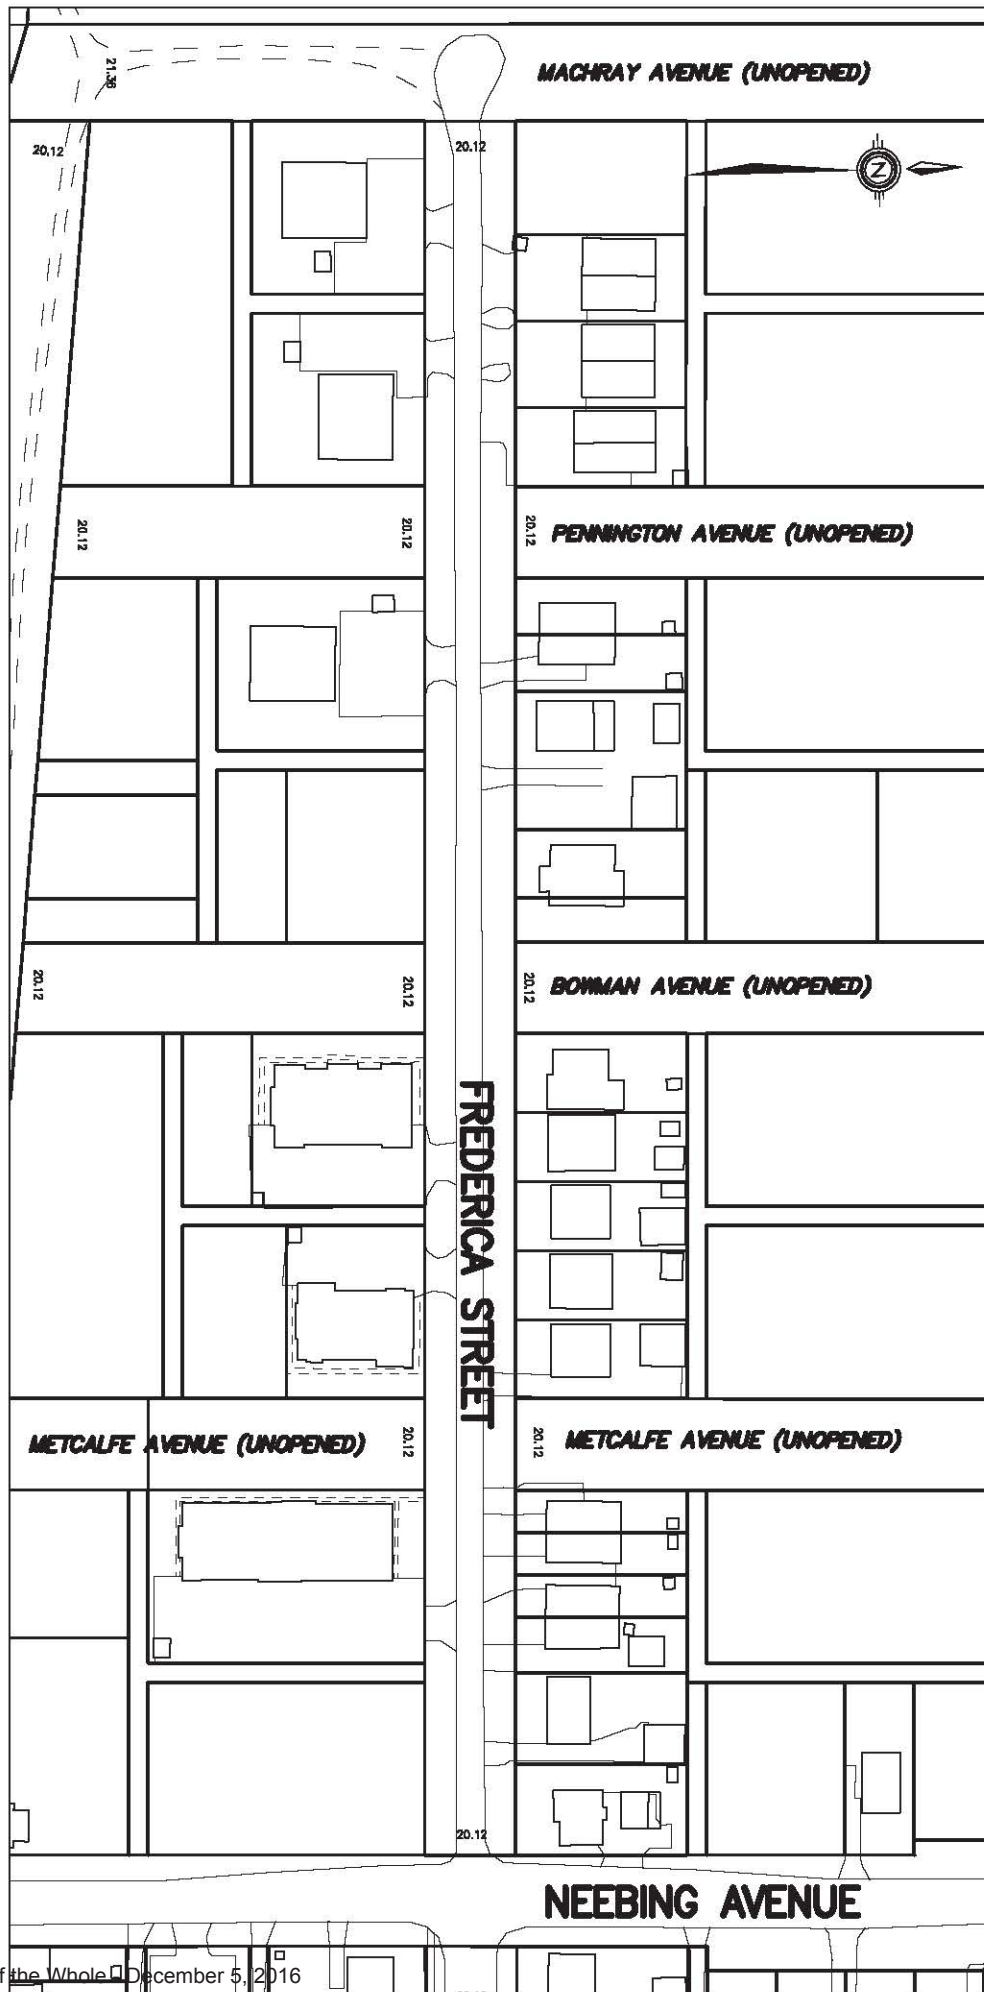 MACHRAY AVENUE (UNOPENED)
21.36
20.12
20.12
Z
20.12
20.12
20.12
PENNINGTON AVENUE (UNOPENED)
20.12
20.12
20.12
BOWMAN AVENUE (UNOPENED)
FREDERICA STREET
METCALFE AVENUE (UNOPENED)
20.12
20.12
METCALFE AVENUE (UNOPENED)
20.12
NEEBING AVENUE
f the Whole - December 5, 2016